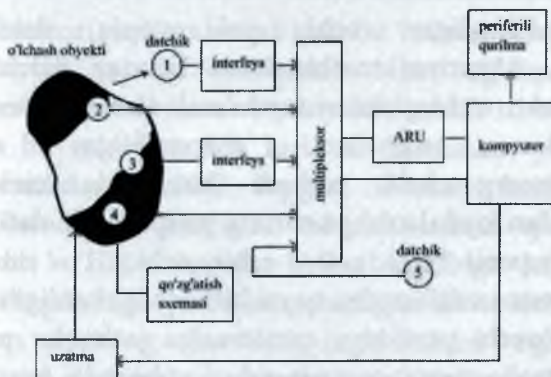 o'lchash obyekti
datchik
1
interfeys
periferili
qurilma
2
3
interfeys
4
multipleksor
ARU
kompyuter
datchik
5
qo'zg'atish
sxemasi
uzatma